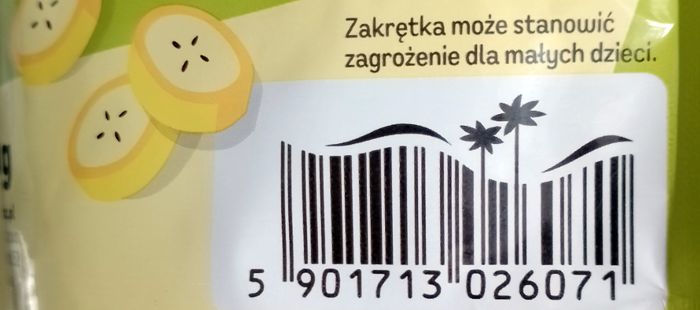 Zakrętka może stanowić
zagrożenie dla małych dzieci.
5 901713 026071